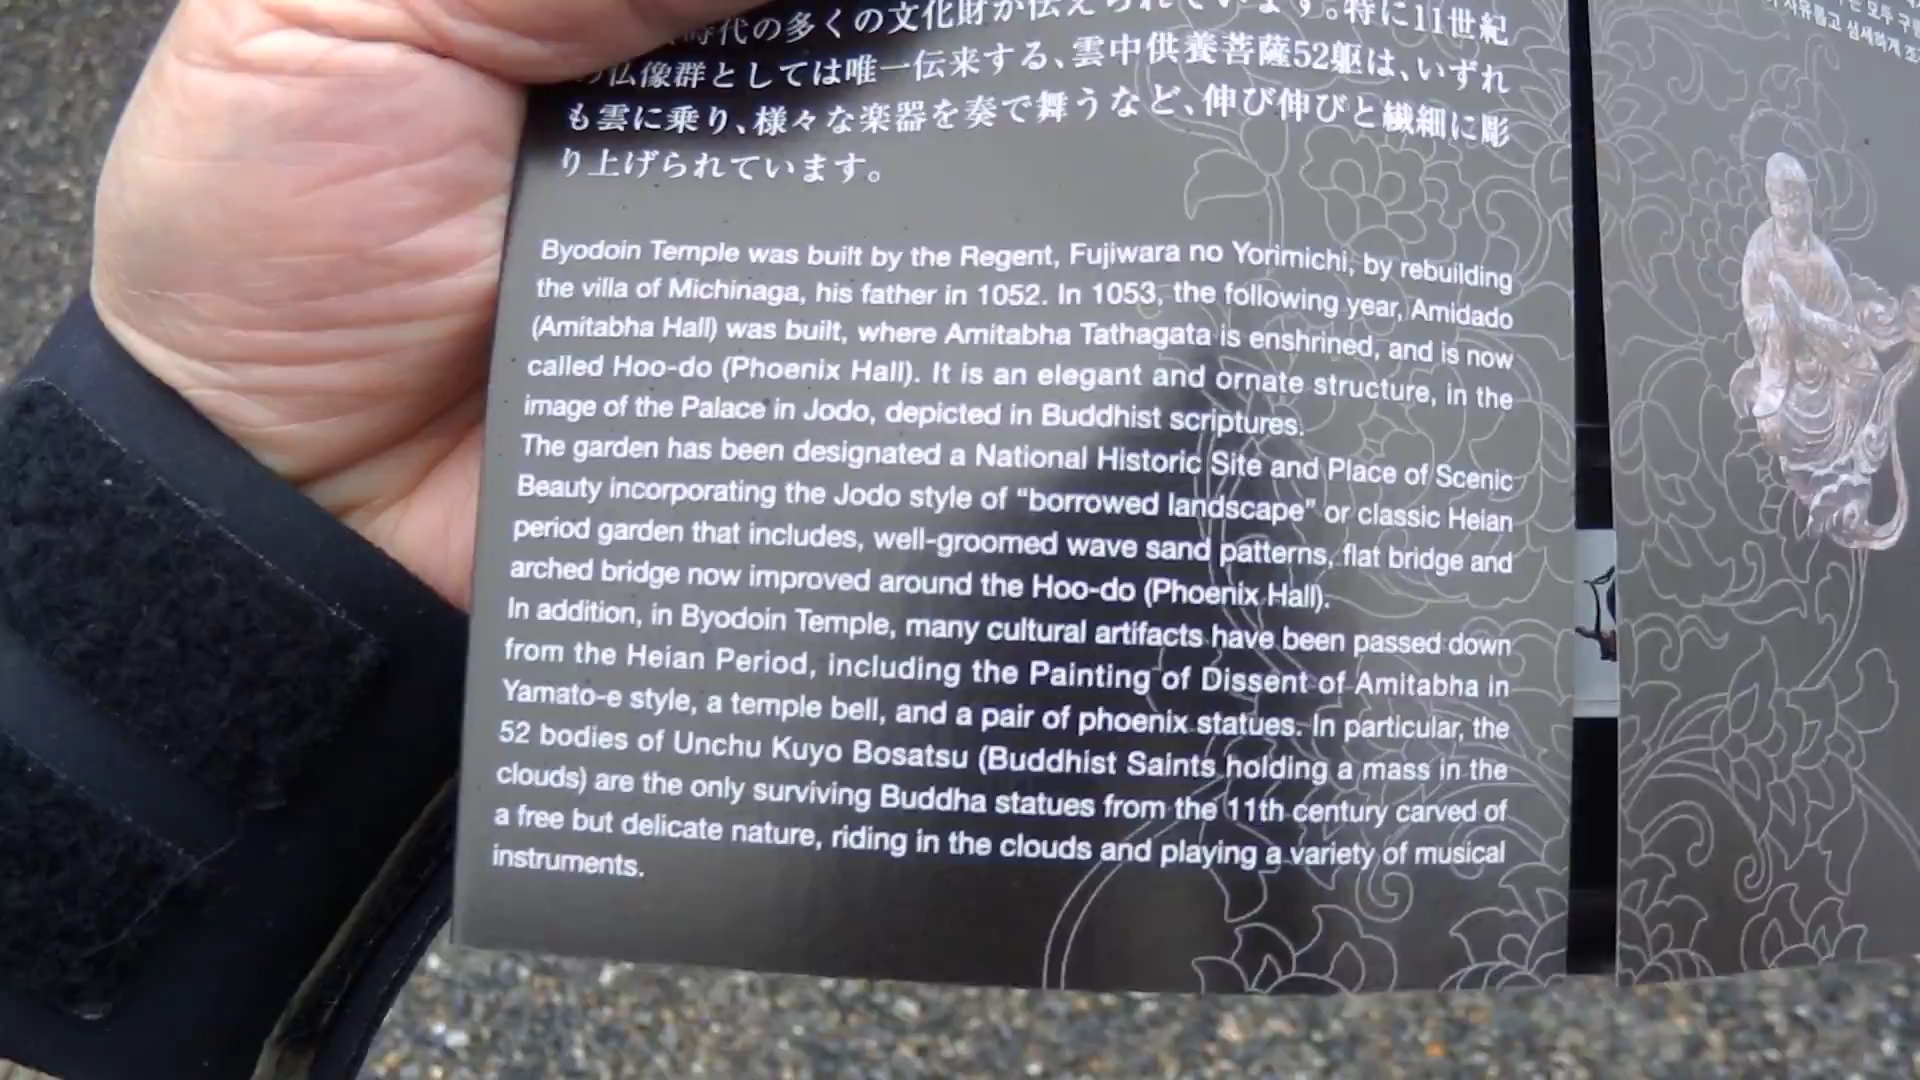 時代の多くの文化財が伝えられています。特に11世紀
仏像群としては唯一伝来する、雲中供養菩薩52躯は、いずれ
も雲に乗り、様々な楽器を奏で舞うなど、伸び伸びと繊細に彫
り上げられています。
Byodoin Temple was built by the Regent, Fujiwara no Yorimichi, by rebuilding
the villa of Michinaga, his father in 1052. In 1053, the following year, Amidado
(Amitabha Hall) was built, where Amitabha Tathagata is enshrined, and is now
called Hoo-do (Phoenix Hall). It is an elegant and ornate structure, in the
image of the Palace in Jodo, depicted in Buddhist scriptures.
The garden has been designated a National Historic Site and Place of Scenic
Beauty incorporating the Jodo style of “borrowed landscape” or classic Heian
period garden that includes, well-groomed wave sand patterns, flat bridge and
arched bridge now improved around the Hoo-do (Phoenix Hall).
In addition, in Byodoin Temple, many cultural artifacts have been passed down
from the Heian Period, including the Painting of Dissent of Amitabha in
Yamato-e style, a temple bell, and a pair of phoenix statues. In particular, the
52 bodies of Unchu Kuyo Bosatsu (Buddhist Saints holding a mass in the
clouds) are the only surviving Buddha statues from the 11th century carved of
a free but delicate nature, riding in the clouds and playing a variety of musical
instruments.
모두
섬세하게